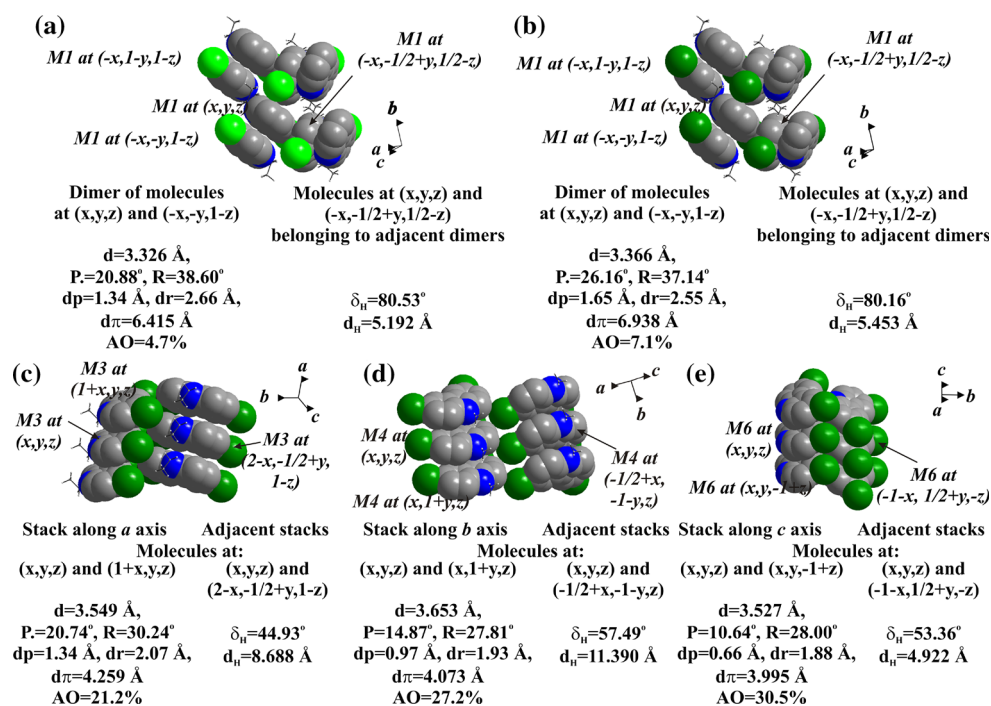 (a)
M1 at (-x,1-y,1-z)
M1 at
(-x,-1/2+y,1/2-z)
M1 at (x,y,z)
M1 at (-x,-y,1-z)
b
a
c
Dimer of molecules
at (x,y,z) and (-x,-y,1-z)
Molecules at (x,y,z) and
(-x,-1/2+y,1/2-z)
belonging to adjacent dimers
d=3.326 Å,
P.=20.88°, R=38.60°
dp=1.34 Å, dr=2.66 Å,
dπ=6.415 Å
AO=4.7%
δH=80.53°
dH=5.192 Å
(b)
M1 at (-x,1-y,1-z)
M1 at
(-x,-1/2+y,1/2-z)
M1 at (x,y,z)
M1 at (-x,-y,1-z)
b
a
c
Dimer of molecules
at (x,y,z) and (-x,-y,1-z)
Molecules at (x,y,z) and
(-x,-1/2+y,1/2-z)
belonging to adjacent dimers
d=3.366 Å,
P.=26.16°, R=37.14°
dp=1.65 Å, dr=2.55 Å,
dπ=6.938 Å
AO=7.1%
δH=80.16°
dH=5.453 Å
(c)
M3 at
(1+x,y,z)
M3 at
(x,y,z)
a
b
c
M3 at
(2-x,-1/2+y,
1-z)
Stack along a axis
Adjacent stacks
Molecules at:
(x,y,z) and (1+x,y,z)
(x,y,z) and
(2-x,-1/2+y,1-z)
d=3.549 Å,
P.=20.74°, R=30.24°
dp=1.34 Å, dr=2.07 Å,
dπ=4.259 Å
AO=21.2%
δH=44.93°
dH=8.688 Å
(d)
a
c
b
M4 at
(x,y,z)
M4 at (x,1+y,z)
M4 at
(-1/2+x,
-1-y,z)
Stack along b axis
Adjacent stacks
Molecules at:
(x,y,z) and (x,1+y,z)
(x,y,z) and
(-1/2+x,-1-y,z)
d=3.653 Å,
P=14.87°, R=27.81°
dp=0.97 Å, dr=1.93 Å,
dπ=4.073 Å
AO=27.2%
δH=57.49°
dH=11.390 Å
(e)
c
a
b
M6 at
(x,y,z)
M6 at (x,y,-1+z)
M6 at
(-1-x, 1/2+y,-z)
Stack along c axis
Adjacent stacks
Molecules at:
(x,y,z) and (x,y,-1+z)
(x,y,z) and
(-1-x,1/2+y,-z)
d=3.527 Å,
P=10.64°, R=28.00°
dp=0.66 Å, dr=1.88 Å,
dπ=3.995 Å
AO=30.5%
δH=53.36°
dH=4.922 Å